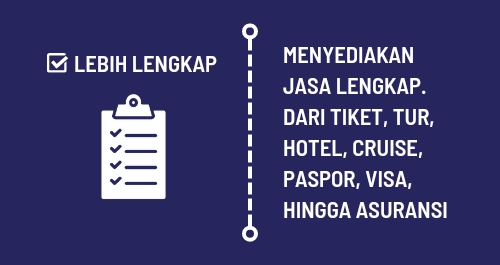 LEBIH LENGKAP
MENYEDIAKAN
JASA LENGKAP.
DARI TIKET, TUR,
HOTEL, CRUISE,
PASPOR, VISA,
HINGGA ASURANSI